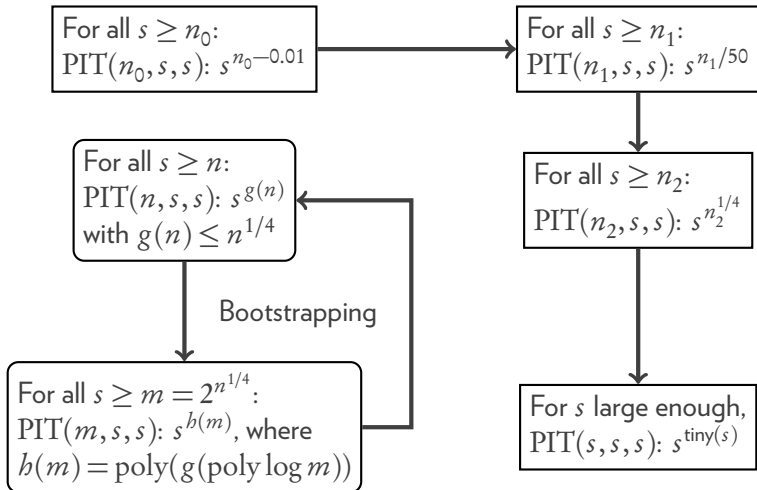 For all s ≥ n₀:
PIT(n₀, s, s): s^{n₀−0.01}
For all s ≥ n₁:
PIT(n₁, s, s): s^{n₁/50}
For all s ≥ n₂:
PIT(n₂, s, s): s^{n₂^{1/4}}
For s large enough,
PIT(s, s, s): s^{tiny(s)}
For all s ≥ n:
PIT(n, s, s): s^{g(n)}
with g(n) ≤ n^{1/4}
Bootstrapping
For all s ≥ m = 2^{n^{1/4}}:
PIT(m, s, s): s^{h(m)}, where
h(m) = poly(g(poly log m))